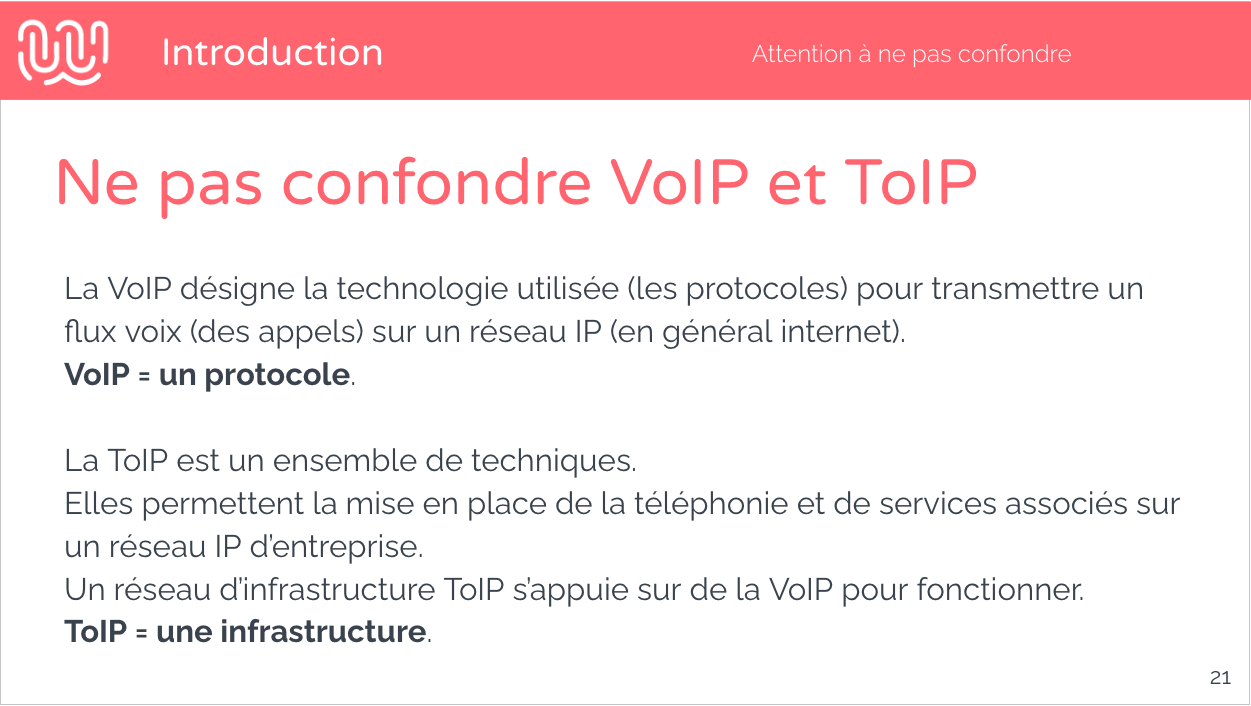 Introduction
Attention à ne pas confondre
Ne pas confondre VoIP et ToIP
La VoIP désigne la technologie utilisée (les protocoles) pour transmettre un
flux voix (des appels) sur un réseau IP (en général internet).
VoIP = un protocole.
La ToIP est un ensemble de techniques.
Elles permettent la mise en place de la téléphonie et de services associés sur
un réseau IP d'entreprise.
Un réseau d'infrastructure ToIP s'appuie sur de la VoIP pour fonctionner.
ToIP = une infrastructure.
21